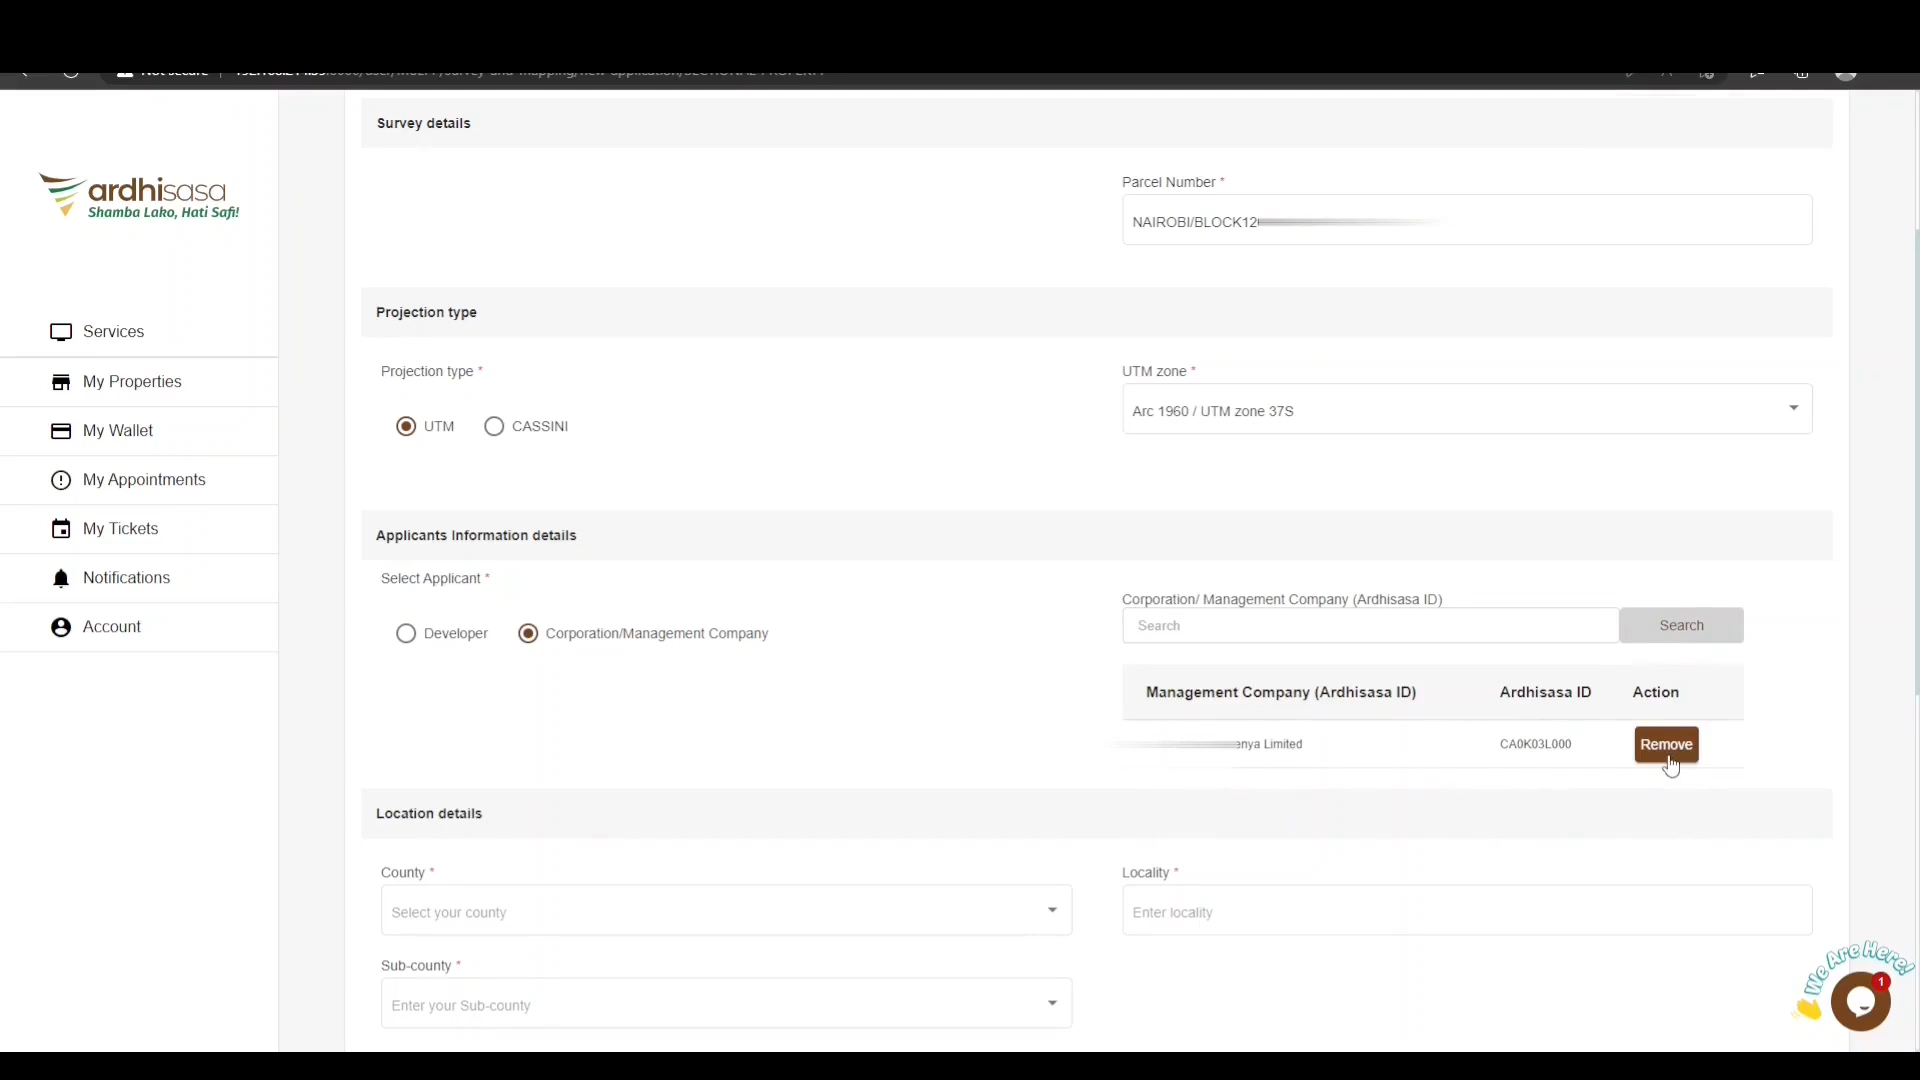 Survey details
ardhisasa
Shamba Lako, Hati Safi!
Parcel Number *
NAIROBI/BLOCK12
Services
My Properties
My Wallet
My Appointments
My Tickets
Notifications
Account
Projection type
Projection type *
UTM
CASSINI
UTM zone *
Arc 1960 / UTM zone 37S
Applicants Information details
Select Applicant *
Developer
Corporation/Management Company
Corporation/ Management Company (Ardhisasa ID)
Search
Search
Management Company (Ardhisasa ID) Ardhisasa ID Action
enya Limited CA0K03L000 Remove
Location details
County *
Select your county
Locality *
Enter locality
Sub-county *
Enter your Sub-county
We Are Here!
1